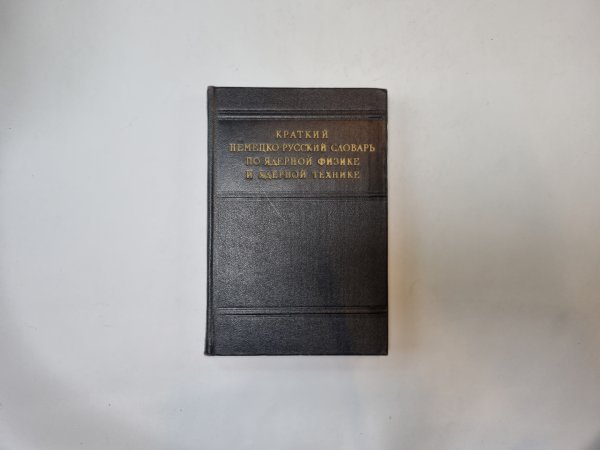 КРАТКИЙ
НЕМЕЦКО-РУССКИЙ СЛОВАРЬ
ПО ЯДЕРНОЙ ФИЗИКЕ
И ЯДЕРНОЙ ТЕХНИКЕ